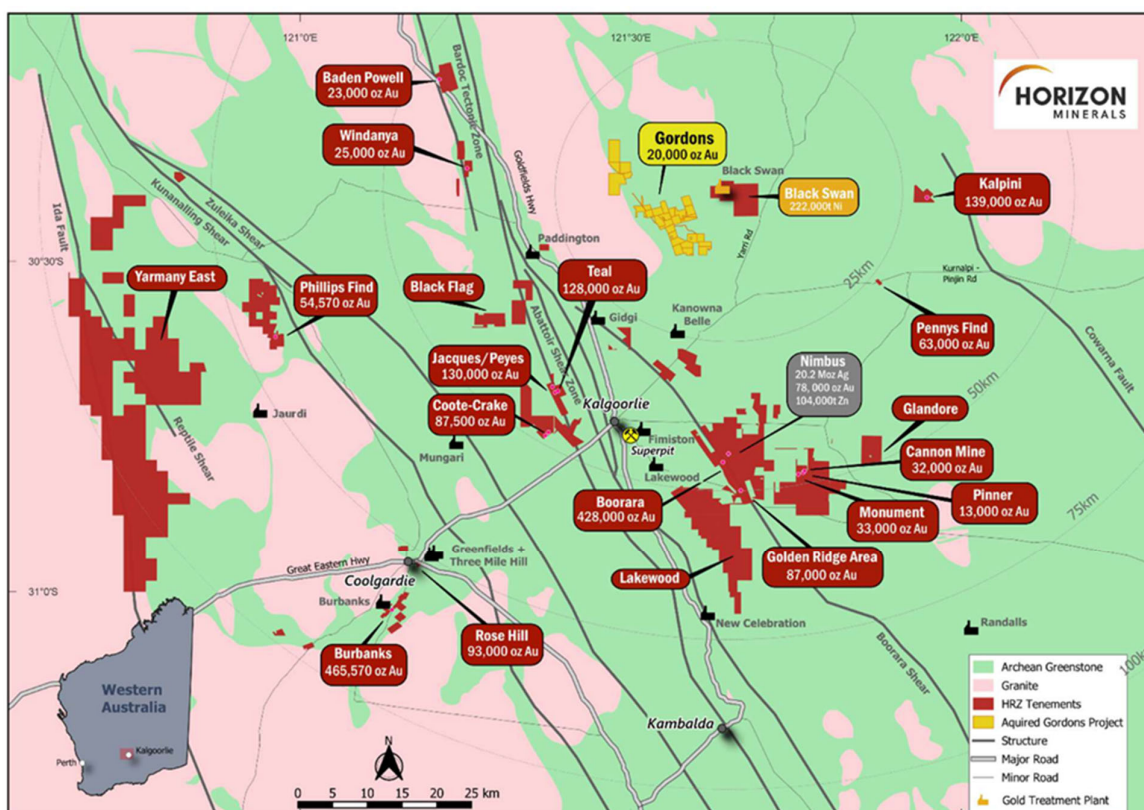 121°0'E
121°30'E
122°0'E
HORIZON
MINERALS
Baden Powell
23,000 oz Au
Bardoc Tectonic Zone
Windanya
25,000 oz Au
Goldfields Hwy
Gordons
20,000 oz Au
Black Swan
Black Swan
222,000t Ni
Kalpini
139,000 oz Au
Zuleika Shear
Kunanalling Shear
Ida Fault
30°30'S
Paddington
Yarri Rd
25km
Kurnalpi -
Pinjin Rd
Yarmany East
Phillips Find
54,570 oz Au
Black Flag
Teal
128,000 oz Au
Gidgi
Kanowna
Belle
Pennys Find
63,000 oz Au
Cowarna Fault
Abattoir Shear Zone
Jacques/Peyes
130,000 oz Au
Nimbus
20.2 Moz Ag
78, 000 oz Au
104,000t Zn
50km
Jaurdi
Coote-Crake
87,500 oz Au
Kalgoorlie
Glandore
Reptile Shear
Mungari
Fimiston
Superpit
Lakewood
Cannon Mine
32,000 oz Au
Boorara
428,000 oz Au
Pinner
13,000 oz Au
75km
Monument
33,000 oz Au
Greenfields +
Three Mile Hill
Great Eastern Hwy
Golden Ridge Area
87,000 oz Au
Coolgardie
Lakewood
31°0'S
Burbanks
New Celebration
Randalls
Rose Hill
93,000 oz Au
Burbanks
465,570 oz Au
Boorara Shear
100k
Western
Australia
Kalgoorlie
Perth
Kambalda
N
0 5 10 15 20 25 km
Archean Greenstone
Granite
HRZ Tenements
Aquired Gordons Project
Structure
Major Road
Minor Road
Gold Treatment Plant